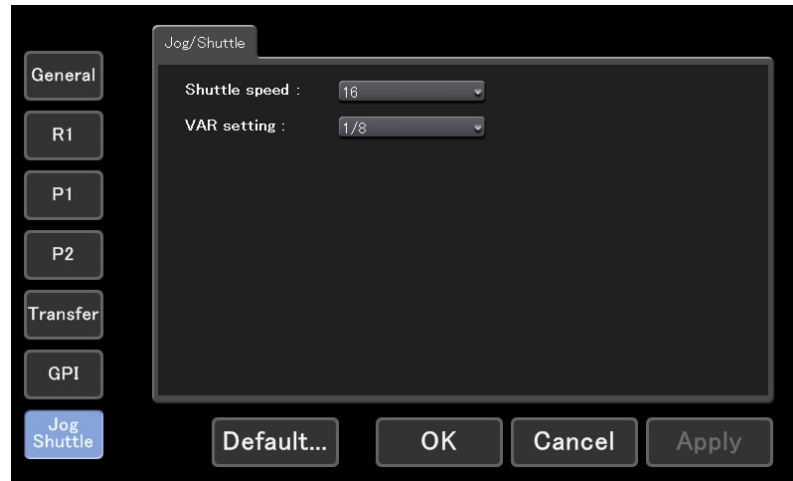 Jog/Shuttle
General
R1
P1
P2
Transfer
GPI
Jog
Shuttle
Shuttle speed :
16
VAR setting :
1/8
Default...
OK
Cancel
Apply